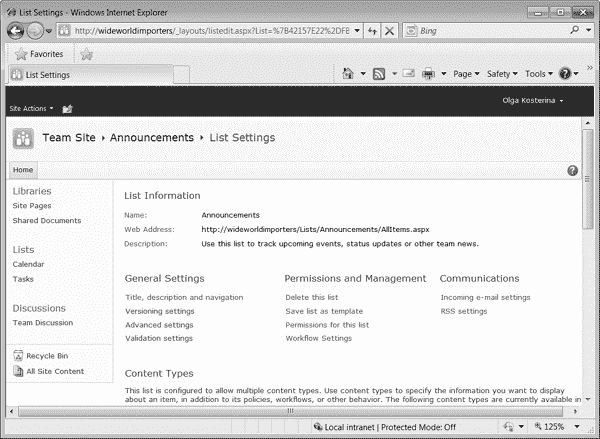 List Settings - Windows Internet Explorer
http://wideworldimporters/_layouts/listedit.aspx?List=%7B42157E22%2DFB
Bing
Favorites
List Settings
Page
Safety
Tools
Site Actions
Olga Kosterina
Team Site
Announcements
List Settings
Home
Libraries
Site Pages
Shared Documents
Lists
Calendar
Tasks
Discussions
Team Discussion
Recycle Bin
All Site Content
List Information
Name: Announcements
Web Address: http://wideworldimporters/Lists/Announcements/AllItems.aspx
Description: Use this list to track upcoming events, status updates or other team news.
General Settings
Title, description and navigation
Versioning settings
Advanced settings
Validation settings
Permissions and Management
Delete this list
Save list as template
Permissions for this list
Workflow Settings
Communications
Incoming e-mail settings
RSS settings
Content Types
This list is configured to allow multiple content types. Use content types to specify the information you want to display
about an item, in addition to its policies, workflows, or other behavior. The following content types are currently available in
Local intranet | Protected Mode: Off
125%